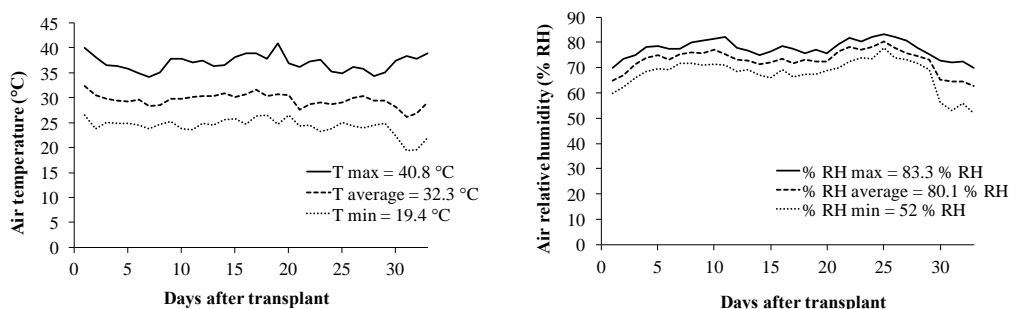 45
40
35
30
25
20
15
10
5
0
Air temperature (°C)
T max = 40.8 °C
T average = 32.3 °C
T min = 19.4 °C
0 5 10 15 20 25 30
Days after transplant
90
80
70
60
50
40
30
20
10
0
Air relative humidity (% RH)
% RH max = 83.3 % RH
% RH average = 80.1 % RH
% RH min = 52 % RH
0 5 10 15 20 25 30
Days after transplant